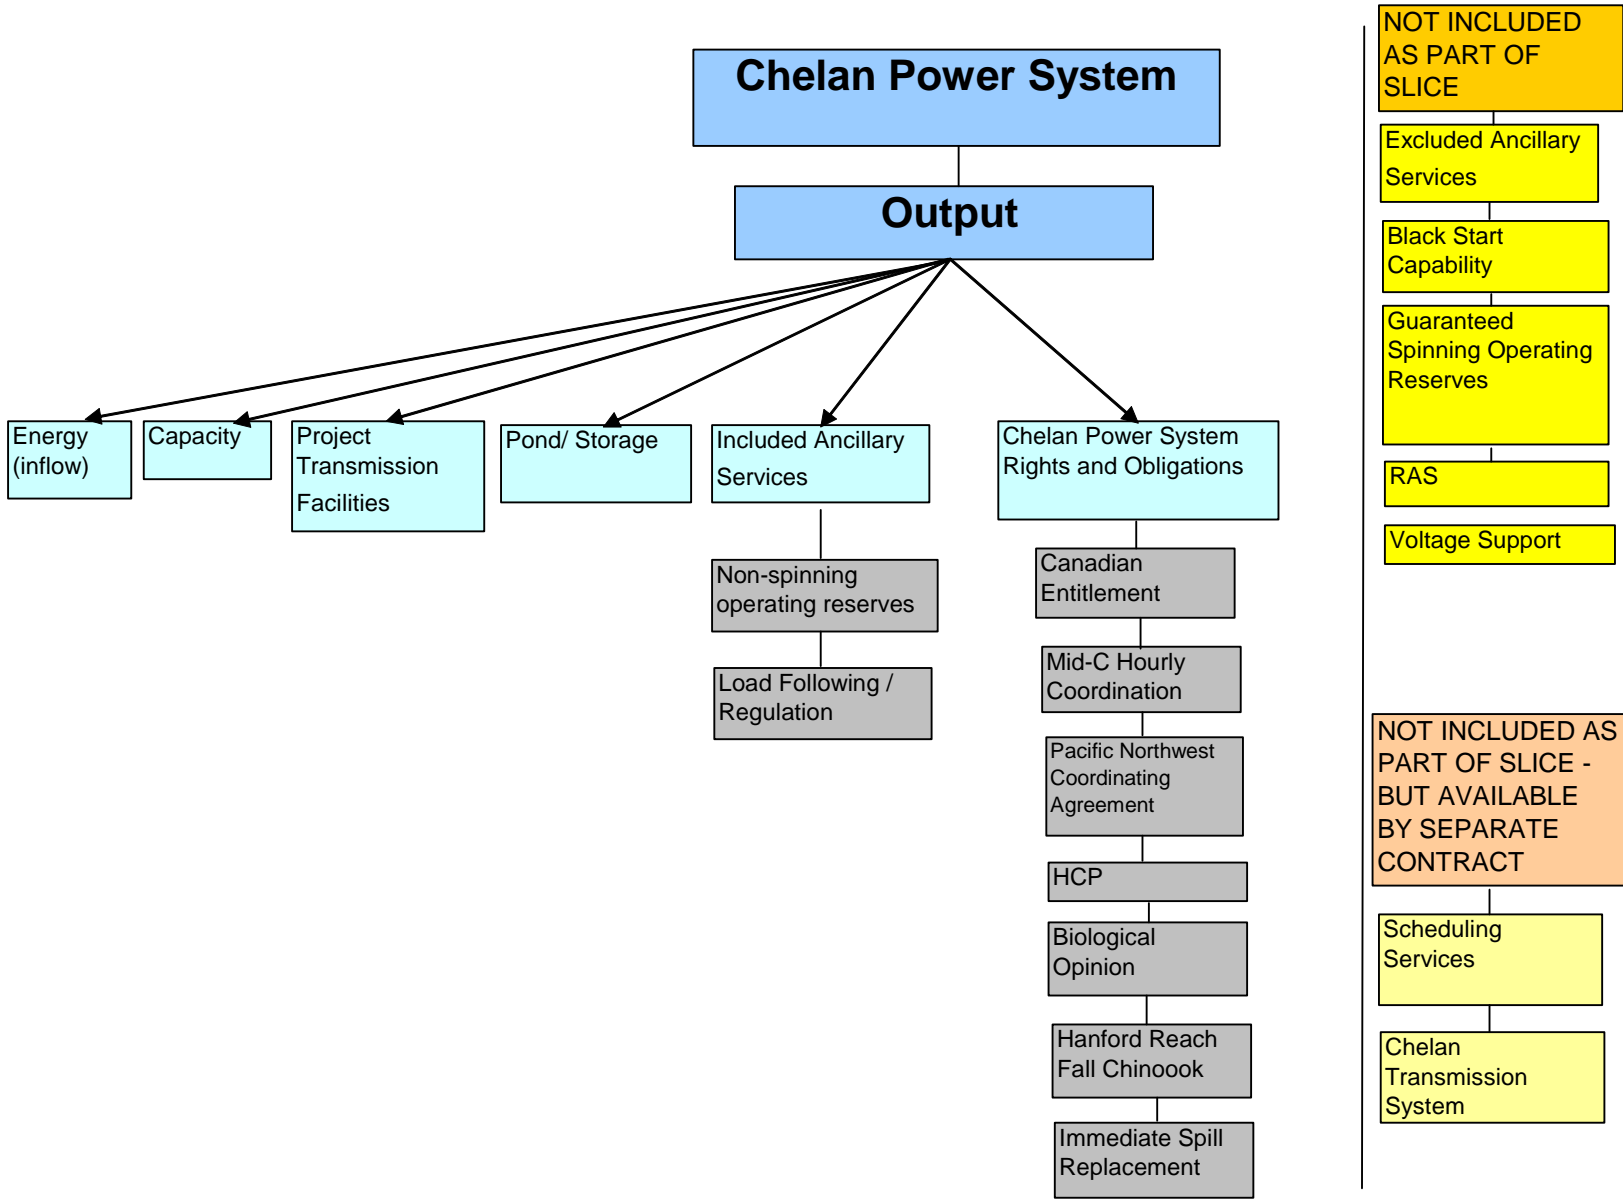 Chelan Power System
Output
Energy
(inflow)
Capacity
Project
Transmission
Facilities
Pond/ Storage
Included Ancillary
Services
Non-spinning
operating reserves
Load Following /
Regulation
Chelan Power System
Rights and Obligations
Canadian
Entitlement
Mid-C Hourly
Coordination
Pacific Northwest
Coordinating
Agreement
HCP
Biological
Opinion
Hanford Reach
Fall Chinoook
Immediate Spill
Replacement
NOT INCLUDED
AS PART OF
SLICE
Excluded Ancillary
Services
Black Start
Capability
Guaranteed
Spinning Operating
Reserves
RAS
Voltage Support
NOT INCLUDED AS
PART OF SLICE -
BUT AVAILABLE
BY SEPARATE
CONTRACT
Scheduling
Services
Chelan
Transmission
System